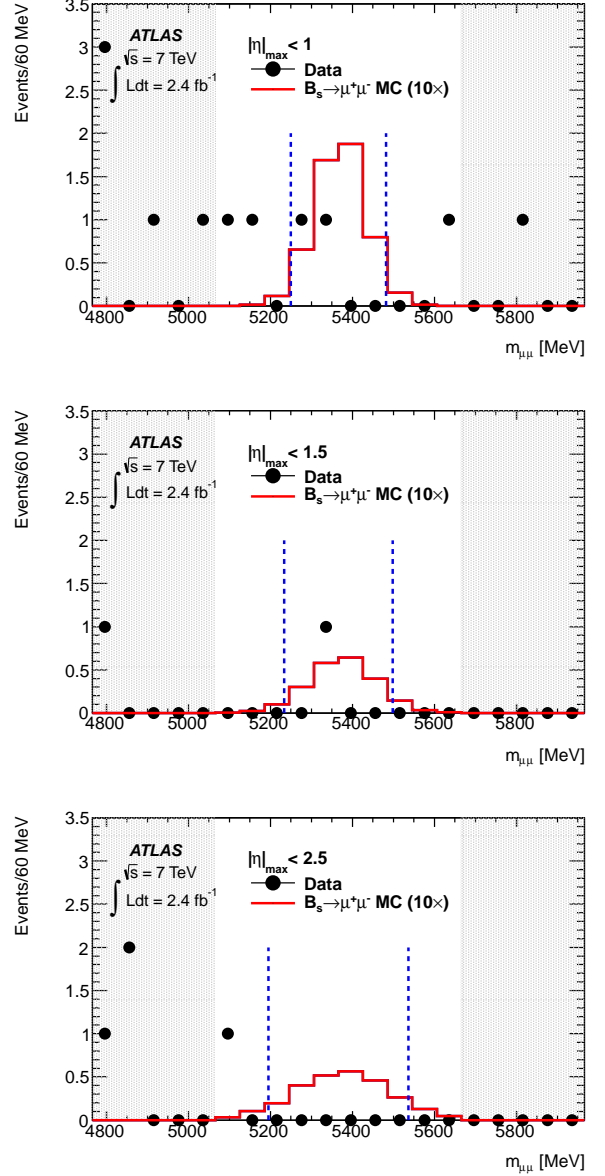 Events/60 MeV
3.5
3
2.5
2
1.5
1
0.5
0
ATLAS
√s = 7 TeV
∫ Ldt = 2.4 fb⁻¹
|η|max < 1
Data
Bs→μ⁺μ⁻ MC (10×)
4800 5000 5200 5400 5600 5800
mμμ [MeV]
Events/60 MeV
3.5
3
2.5
2
1.5
1
0.5
0
ATLAS
√s = 7 TeV
∫ Ldt = 2.4 fb⁻¹
|η|max < 1.5
Data
Bs→μ⁺μ⁻ MC (10×)
4800 5000 5200 5400 5600 5800
mμμ [MeV]
Events/60 MeV
3.5
3
2.5
2
1.5
1
0.5
0
ATLAS
√s = 7 TeV
∫ Ldt = 2.4 fb⁻¹
|η|max < 2.5
Data
Bs→μ⁺μ⁻ MC (10×)
4800 5000 5200 5400 5600 5800
mμμ [MeV]